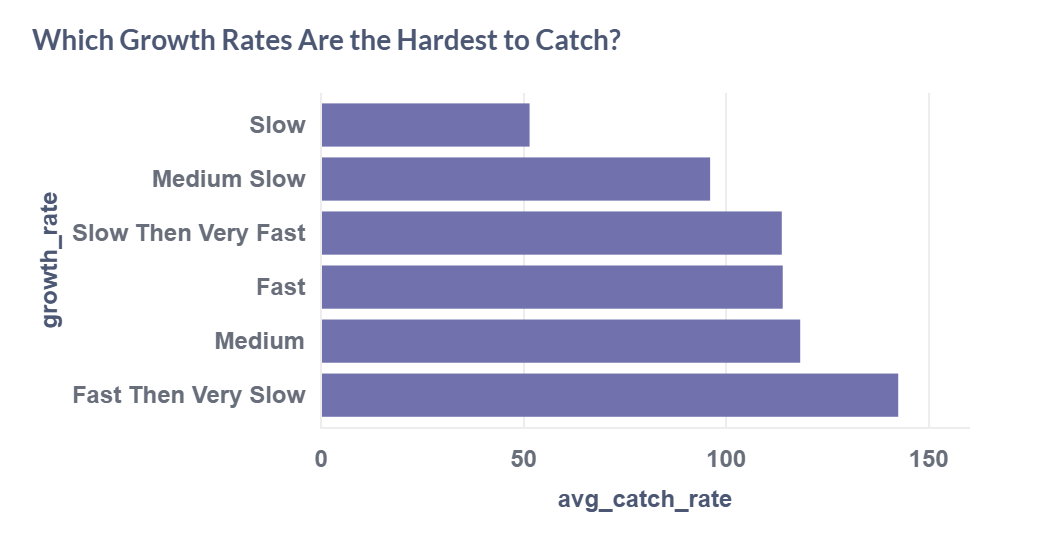 Which Growth Rates Are the Hardest to Catch?
growth_rate
Slow
Medium Slow
Slow Then Very Fast
Fast
Medium
Fast Then Very Slow
0 50 100 150
avg_catch_rate